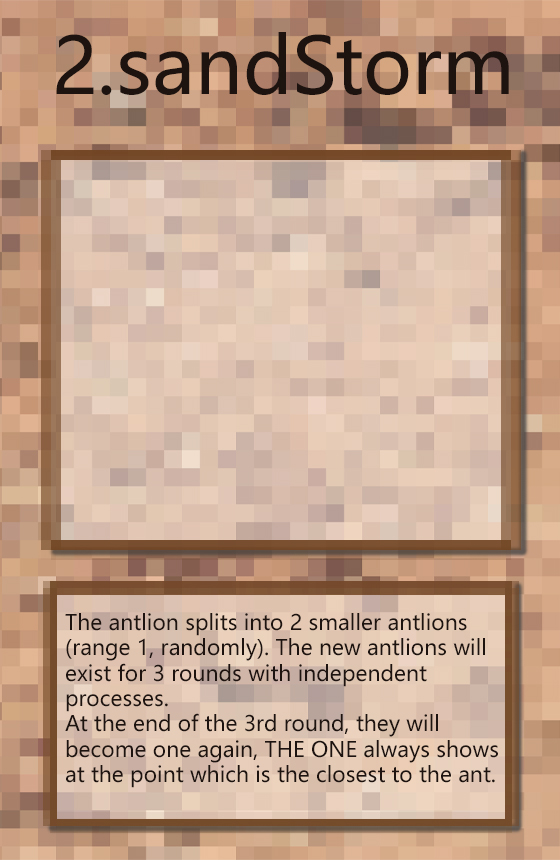 2.sandStorm
The antlion splits into 2 smaller antlions
(range 1, randomly). The new antlions will
exist for 3 rounds with independent
processes.
At the end of the 3rd round, they will
become one again, THE ONE always shows
at the point which is the closest to the ant.